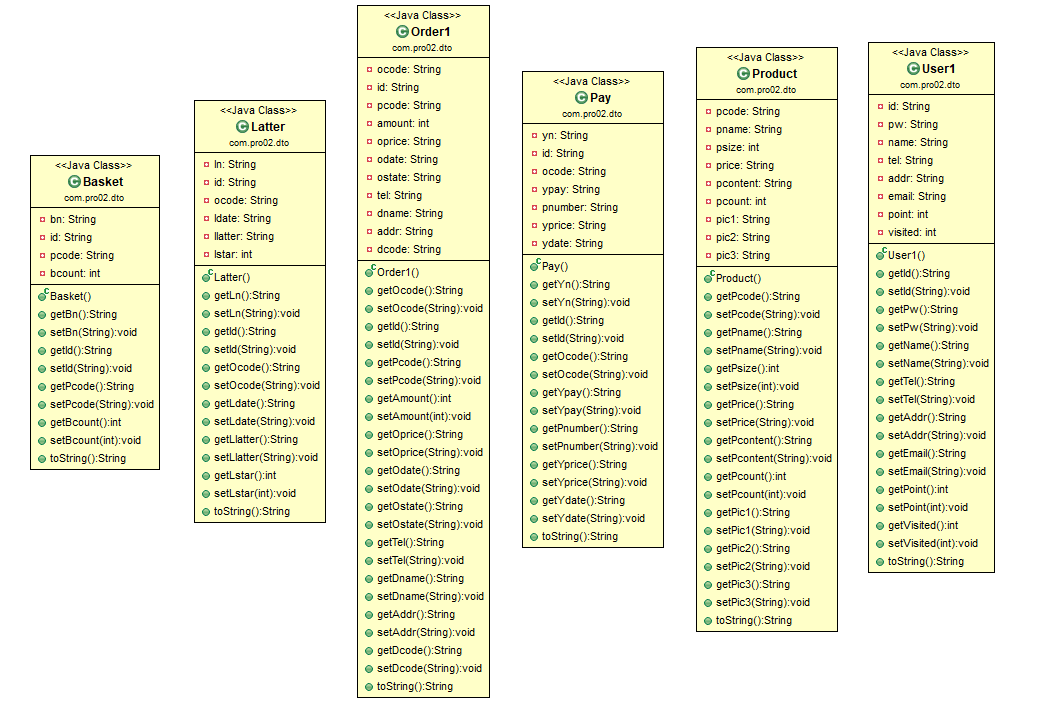 <<Java Class>>
Basket
com.pro02.dto
bn: String
id: String
pcode: String
bcount: int
Basket()
getBn():String
setBn(String):void
getId():String
setId(String):void
getPcode():String
setPcode(String):void
getBcount():int
setBcount(int):void
toString():String
<<Java Class>>
Latter
com.pro02.dto
ln: String
id: String
ocode: String
ldate: String
llatter: String
lstar: int
Latter()
getLn():String
setLn(String):void
getId():String
setId(String):void
getOcode():String
setOcode(String):void
getLdate():String
setLdate(String):void
getLlatter():String
setLlatter(String):void
getLstar():int
setLstar(int):void
toString():String
<<Java Class>>
Order1
com.pro02.dto
ocode: String
id: String
pcode: String
amount: int
oprice: String
odate: String
ostate: String
tel: String
dname: String
addr: String
dcode: String
Order1()
getOcode():String
setOcode(String):void
getId():String
setId(String):void
getPcode():String
setPcode(String):void
getAmount():int
setAmount(int):void
getOprice():String
setOprice(String):void
getOdate():String
setOdate(String):void
getOstate():String
setOstate(String):void
getTel():String
setTel(String):void
getDname():String
setDname(String):void
getAddr():String
setAddr(String):void
getDcode():String
setDcode(String):void
toString():String
<<Java Class>>
Pay
com.pro02.dto
yn: String
id: String
ocode: String
ypay: String
pnumber: String
yprice: String
ydate: String
Pay()
getYn():String
setYn(String):void
getId():String
setId(String):void
getOcode():String
setOcode(String):void
getYpay():String
setYpay(String):void
getPnumber():String
setPnumber(String):void
getYprice():String
setYprice(String):void
getYdate():String
setYdate(String):void
toString():String
<<Java Class>>
Product
com.pro02.dto
pcode: String
pname: String
psize: int
price: String
pcontent: String
pcount: int
pic1: String
pic2: String
pic3: String
Product()
getPcode():String
setPcode(String):void
getPname():String
setPname(String):void
getPsize():int
setPsize(int):void
getPrice():String
setPrice(String):void
getPcontent():String
setPcontent(String):void
getPcount():int
setPcount(int):void
getPic1():String
setPic1(String):void
getPic2():String
setPic2(String):void
getPic3():String
setPic3(String):void
toString():String
<<Java Class>>
User1
com.pro02.dto
id: String
pw: String
name: String
tel: String
addr: String
email: String
point: int
visited: int
User1()
getId():String
setId(String):void
getPw():String
setPw(String):void
getName():String
setName(String):void
getTel():String
setTel(String):void
getAddr():String
setAddr(String):void
getEmail():String
setEmail(String):void
getPoint():int
setPoint(int):void
getVisited():int
setVisited(int):void
toString():String